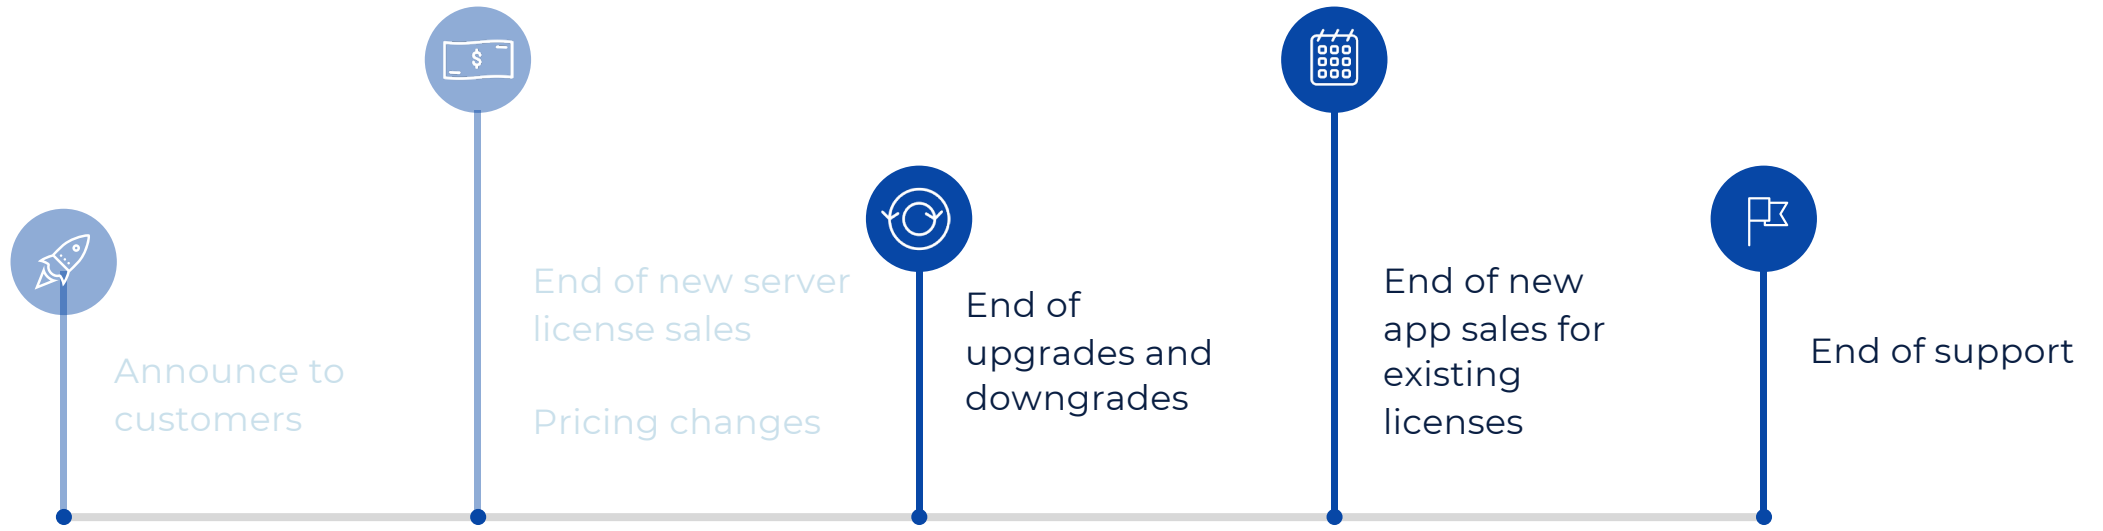 $
Announce to
customers
End of new server
license sales
Pricing changes
End of
upgrades and
downgrades
End of new
app sales for
existing
licenses
End of support